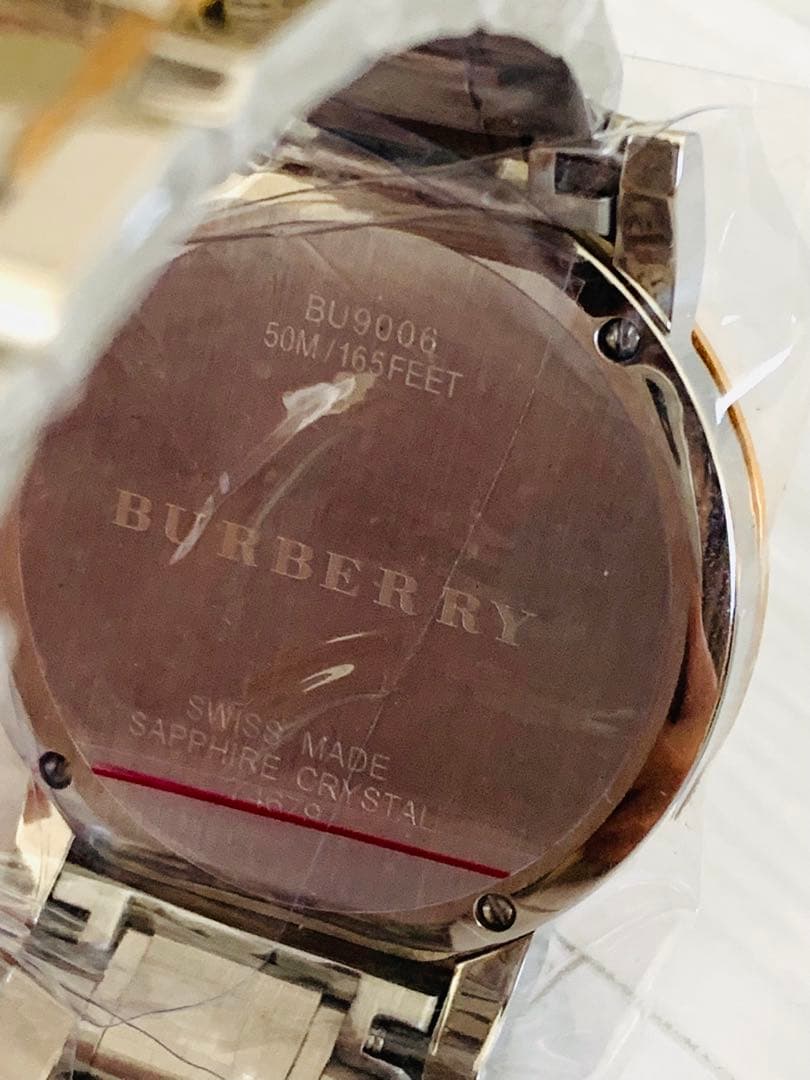 BU9006
50M/165FEET
BURBERRY
SWISS MADE
SAPPHIRE CRYSTAL